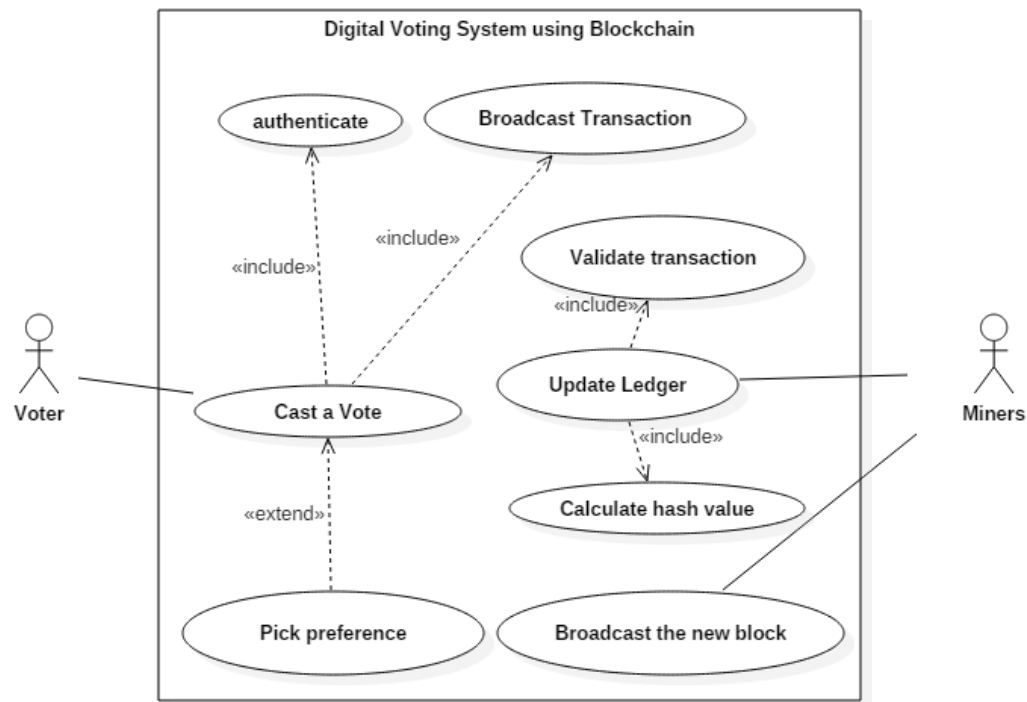 Digital Voting System using Blockchain
authenticate
Broadcast Transaction
«include»
«include»
Validate transaction
«include»
Voter
Cast a Vote
Update Ledger
Miners
«include»
«extend»
Calculate hash value
Pick preference
Broadcast the new block